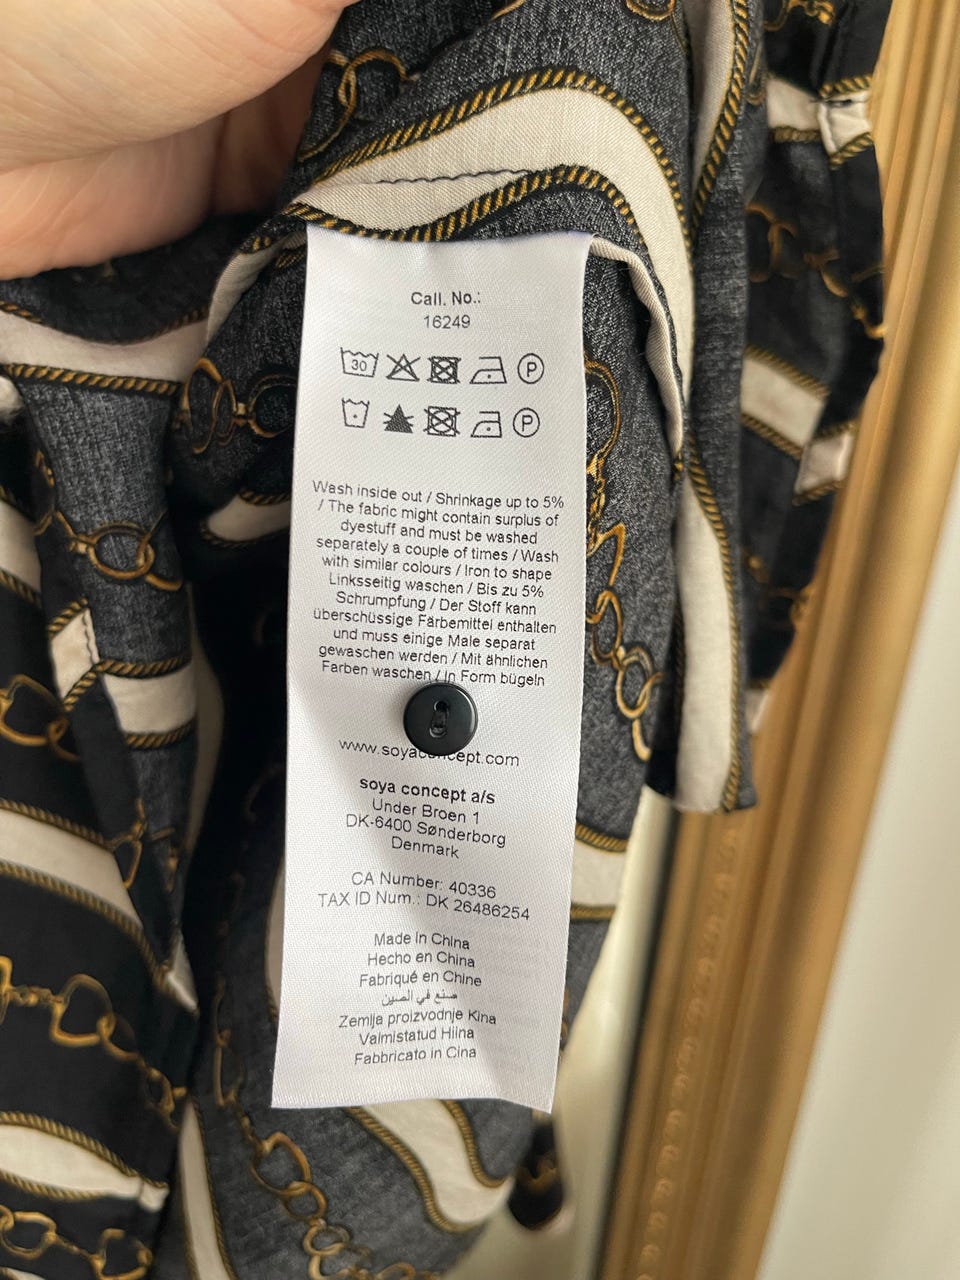 Call. No.:
16249
30
P
P
Wash inside out / Shrinkage up to 5%
/ The fabric might contain surplus of
dyestuff and must be washed
separately a couple of times / Wash
with similar colours / Iron to shape
Linksseitig waschen / Bis zu 5%
Schrumpfung / Der Stoff kann
überschüssige Färbemittel enthalten
und muss einige Male separat
gewaschen werden / Mit ähnlichen
Farben waschen / In Form bügeln
soya concept a/s
Under Broen 1
DK-6400 Sønderborg
Denmark
CA Number: 40336
TAX ID Num.: DK 26486254
Made in China
Hecho en China
Fabriqué en Chine
صنع في الصين
Zemlja proizvodnje Kina
Valmistatud Hiina
Fabbricato in Cina